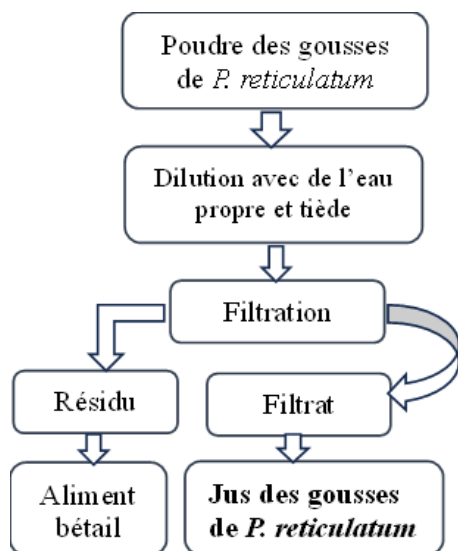 Poudre des gousses
de P. reticulatum
Dilution avec de l’eau
propre et tiède
Filtration
Résidu
Filtrat
Aliment
bétail
Jus des gousses
de P. reticulatum